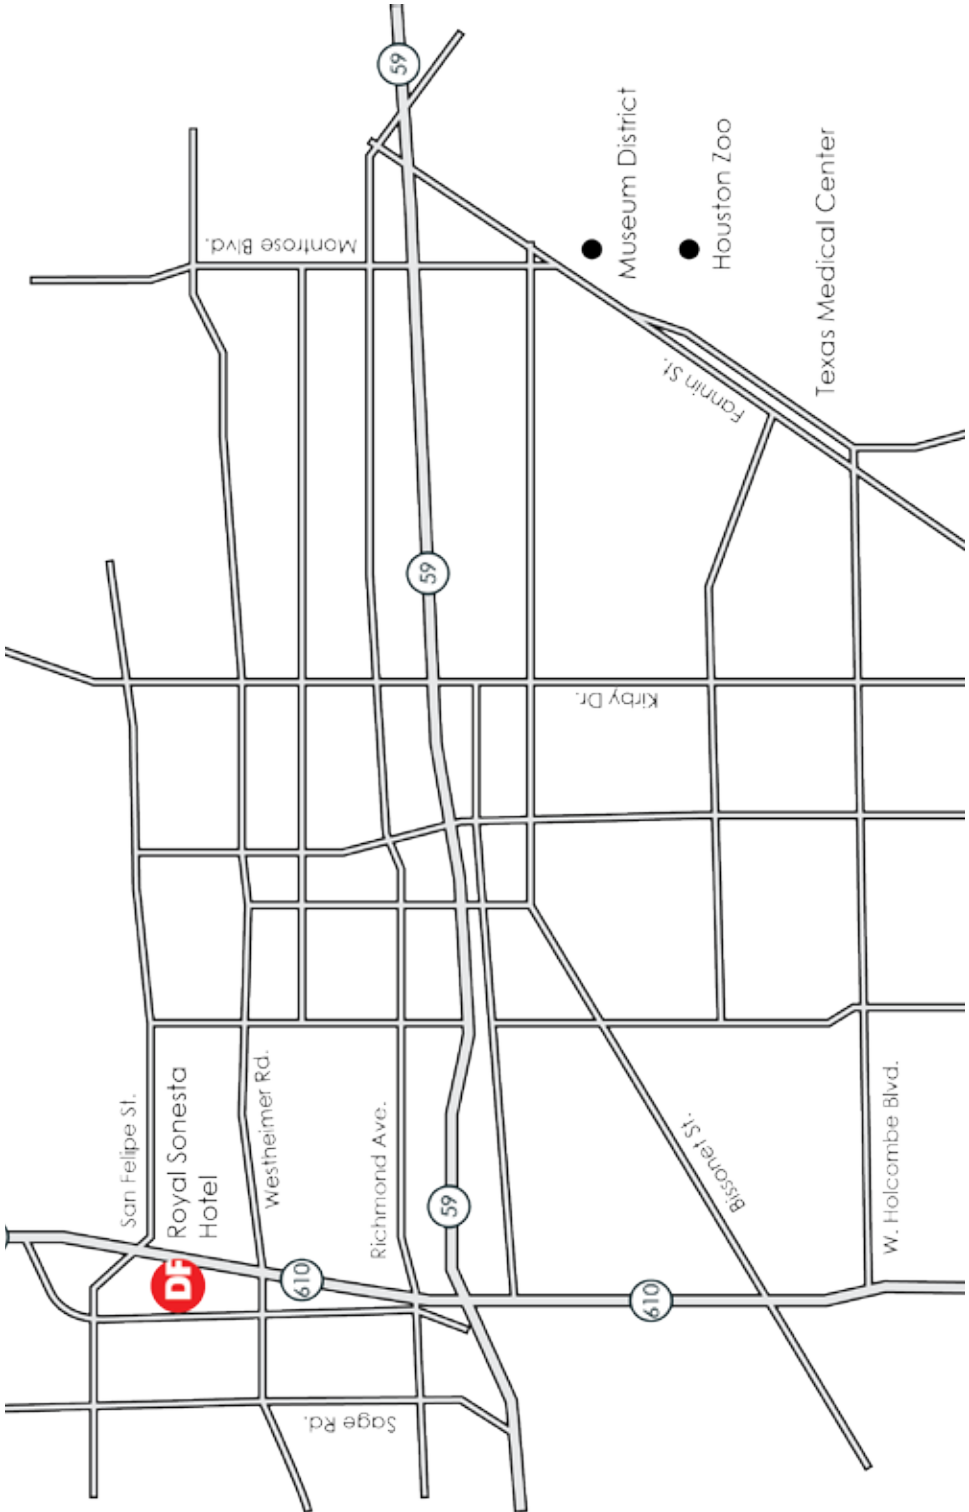 59
Montrose Blvd.
Museum District
Houston Zoo
Texas Medical Center
Fannin St.
59
Kirby Dr.
San Felipe St.
Royal Sonesta
Hotel
Westheimer Rd.
Richmond Ave.
59
Bissonet St.
W. Holcombe Blvd.
DF
610
610
Sage Rd.